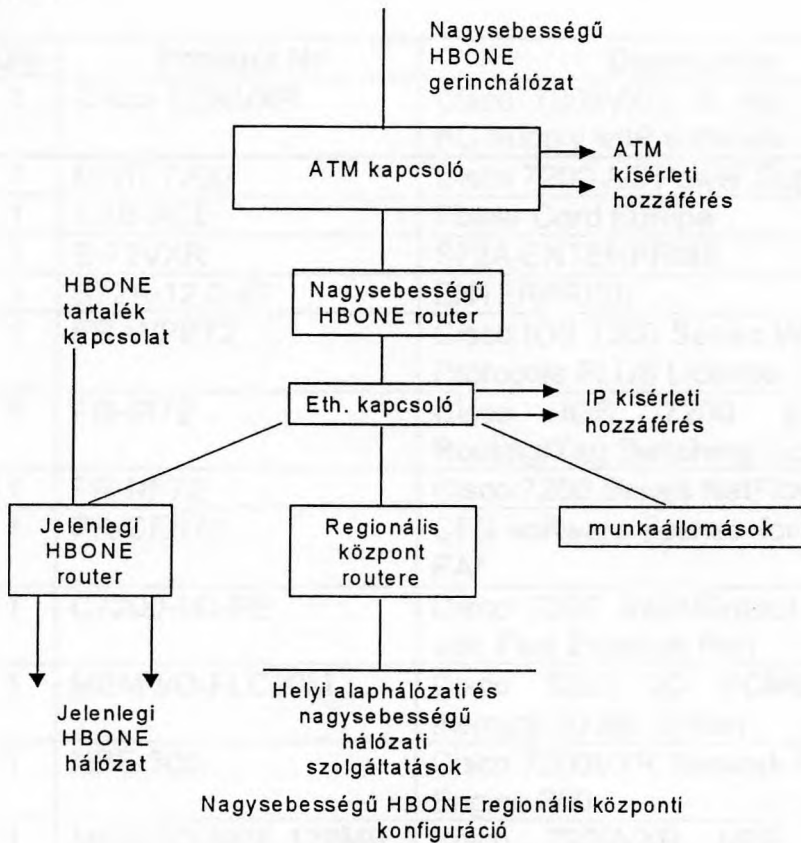 Nagysebességű
HBONE
gerinchálózat
ATM kapcsoló
ATM
kísérleti
hozzáférés
HBONE
tartalék
kapcsolat
Nagysebességű
HBONE router
Eth. kapcsoló
IP kísérleti
hozzáférés
Jelenlegi
HBONE
router
Regionális
központ
routere
munkaállomások
Jelenlegi
HBONE
hálózat
Helyi alaphálózati és
nagysebességű
hálózati
szolgáltatások
Nagysebességű HBONE regionális központi
konfiguráció